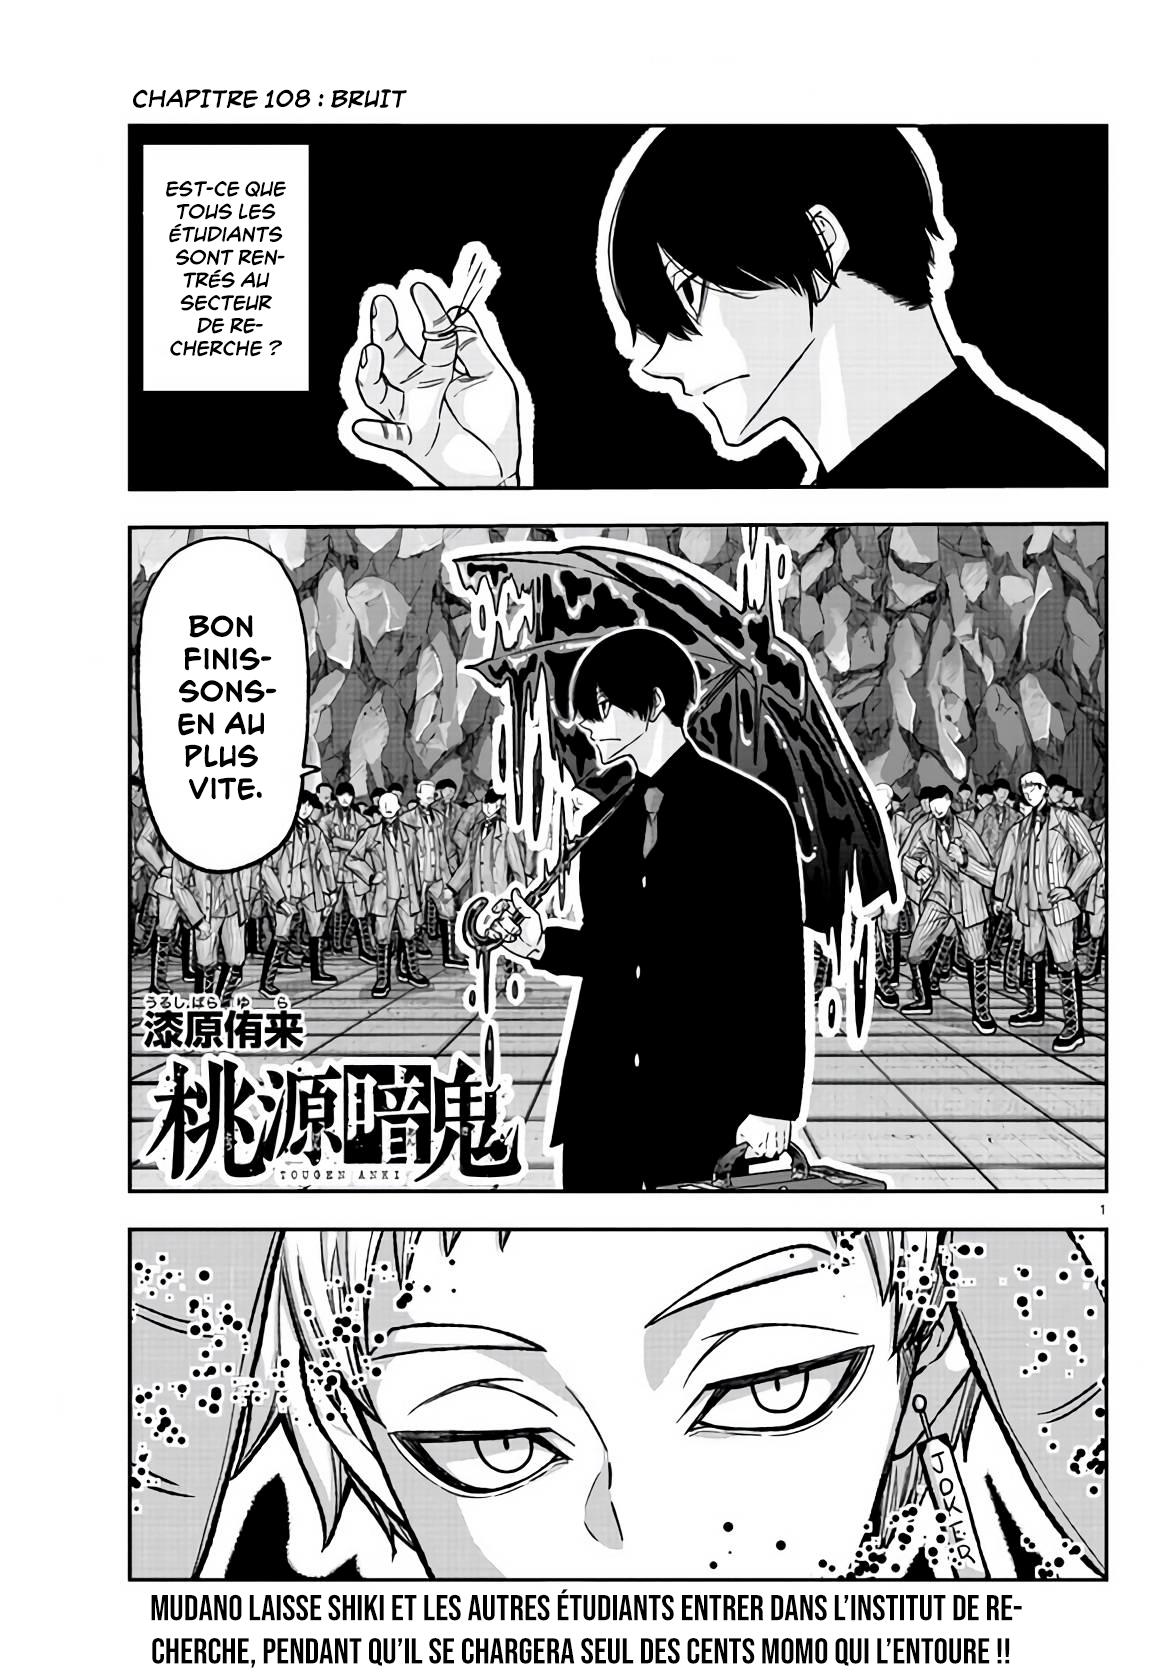 CHAPITRE 108 : BRUIT
EST-CE QUE
TOUS LES
ÉTUDIANTS
SONT REN-
TRÉS AU
SECTEUR
DE RE-
CHERCHE ?
BON
FINIS-
SONS-
EN AU
PLUS
VITE.
うるしばら ゆ ら
漆原侑来
桃源暗鬼
TOUGEN ANKI
1
JOKER
MUDANO LAISSE SHIKI ET LES AUTRES ÉTUDIANTS ENTRER DANS L'INSTITUT DE RE-
CHERCHE, PENDANT QU'IL SE CHARGERA SEUL DES CENTS MOMO QUI L'ENTOURE !!